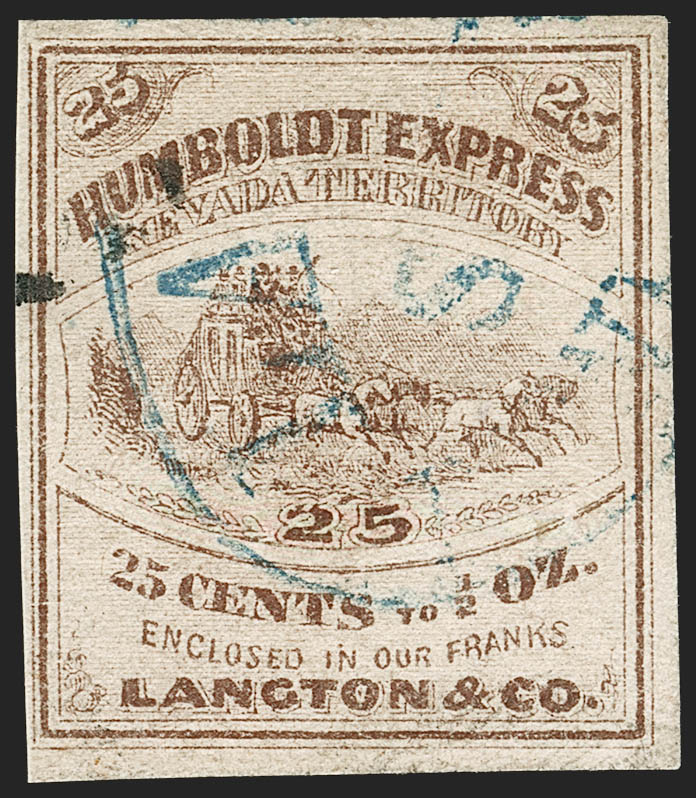 25 25
HUMBOLDT EXPRESS
NEVADA TERRITORY
25
25 CENTS TO 1/2 OZ.
ENCLOSED IN OUR FRANKS
LANGTON & CO.